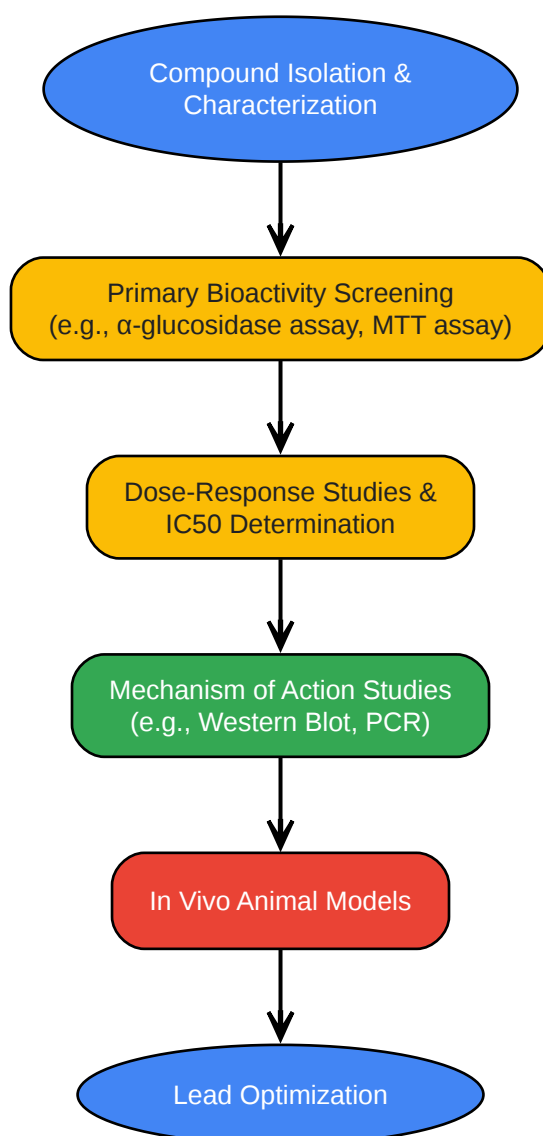 Compound Isolation &
Characterization
Primary Bioactivity Screening
(e.g., α-glucosidase assay, MTT assay)
Dose-Response Studies &
IC50 Determination
Mechanism of Action Studies
(e.g., Western Blot, PCR)
In Vivo Animal Models
Lead Optimization